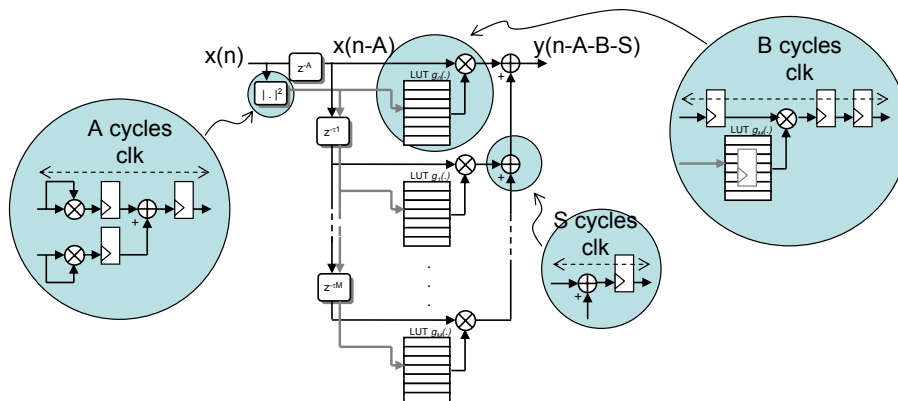 x(n)
x(n-A)
y(n-A-B-S)
B cycles
clk
z-A
+
LUT g0(.)
| . |2
A cycles
clk
z-τ1
LUT gM(.)
+
LUT g1(.)
+
S cycles
clk
+
z-τM
.
.
.
LUT gM(.)